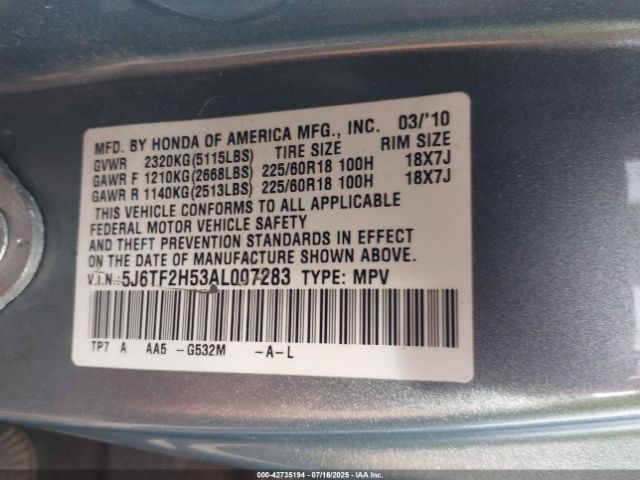 MFD. BY HONDA OF AMERICA MFG., INC. 03/'10
GVWR 2320KG(5115LBS) TIRE SIZE RIM SIZE
GAWR F 1210KG(2668LBS) 225/60R18 100H 18X7J
GAWR R 1140KG(2513LBS) 225/60R18 100H 18X7J
THIS VEHICLE CONFORMS TO ALL APPLICABLE
FEDERAL MOTOR VEHICLE SAFETY
AND THEFT PREVENTION STANDARDS IN EFFECT
ON THE DATE OF MANUFACTURE SHOWN ABOVE.
V.I.N.:5J6TF2H53AL007283 TYPE: MPV
TP7 A AA5 -G532M -A-L
000-42735194 - 07/16/2025 - IAA Inc.